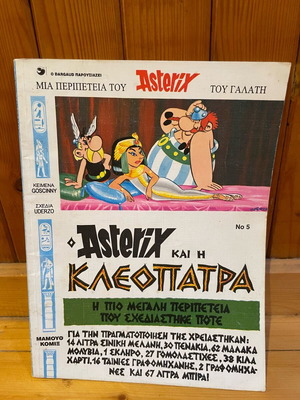 Ο DARGAUD ΠΑΡΟΥΣΙΑΖΕΙ
ΜΙΑ ΠΕΡΙΠΕΤΕΙΑ ΤΟΥ Asterix ΤΟΥ ΓΑΛΑΤΗ
ΚΕΙΜΕΝΑ
GOSCINNY
ΣΧΕΔΙΑ
UDERZO
No 5
Ο Asterix ΚΑΙ Η
ΚΛΕΟΠΑΤΡΑ
Η ΠΙΟ ΜΕΓΑΛΗ ΠΕΡΙΠΕΤΕΙΑ
ΠΟΥ ΣΧΕΔΙΑΣΤΗΚΕ ΠΟΤΕ
ΜΑΜΟΥΘ
ΚΟΜΙΞ
ΓΙΑ ΤΗΝ ΠΡΑΓΜΑΤΟΠΟΙΗΣΗ ΤΗΣ ΧΡΕΙΑΣΤΗΚΑΝ:
14 ΛΙΤΡΑ ΣΙΝΙΚΗ ΜΕΛΑΝΗ, 30 ΠΕΝΑΚΙΑ, 62 ΜΑΛΑΚΑ
ΜΟΛΥΒΙΑ, 1 ΣΚΛΗΡΟ, 27 ΓΟΜΟΛΑΣΤΙΧΕΣ, 38 ΚΙΛΑ
ΧΑΡΤΙ, 16 ΤΑΙΝΙΕΣ ΓΡΑΦΟΜΗΧΑΝΗΣ, 2 ΓΡΑΦΟΜΗΧΑ-
ΝΕΣ ΚΑΙ 67 ΛΙΤΡΑ ΜΠΙΡΑ!